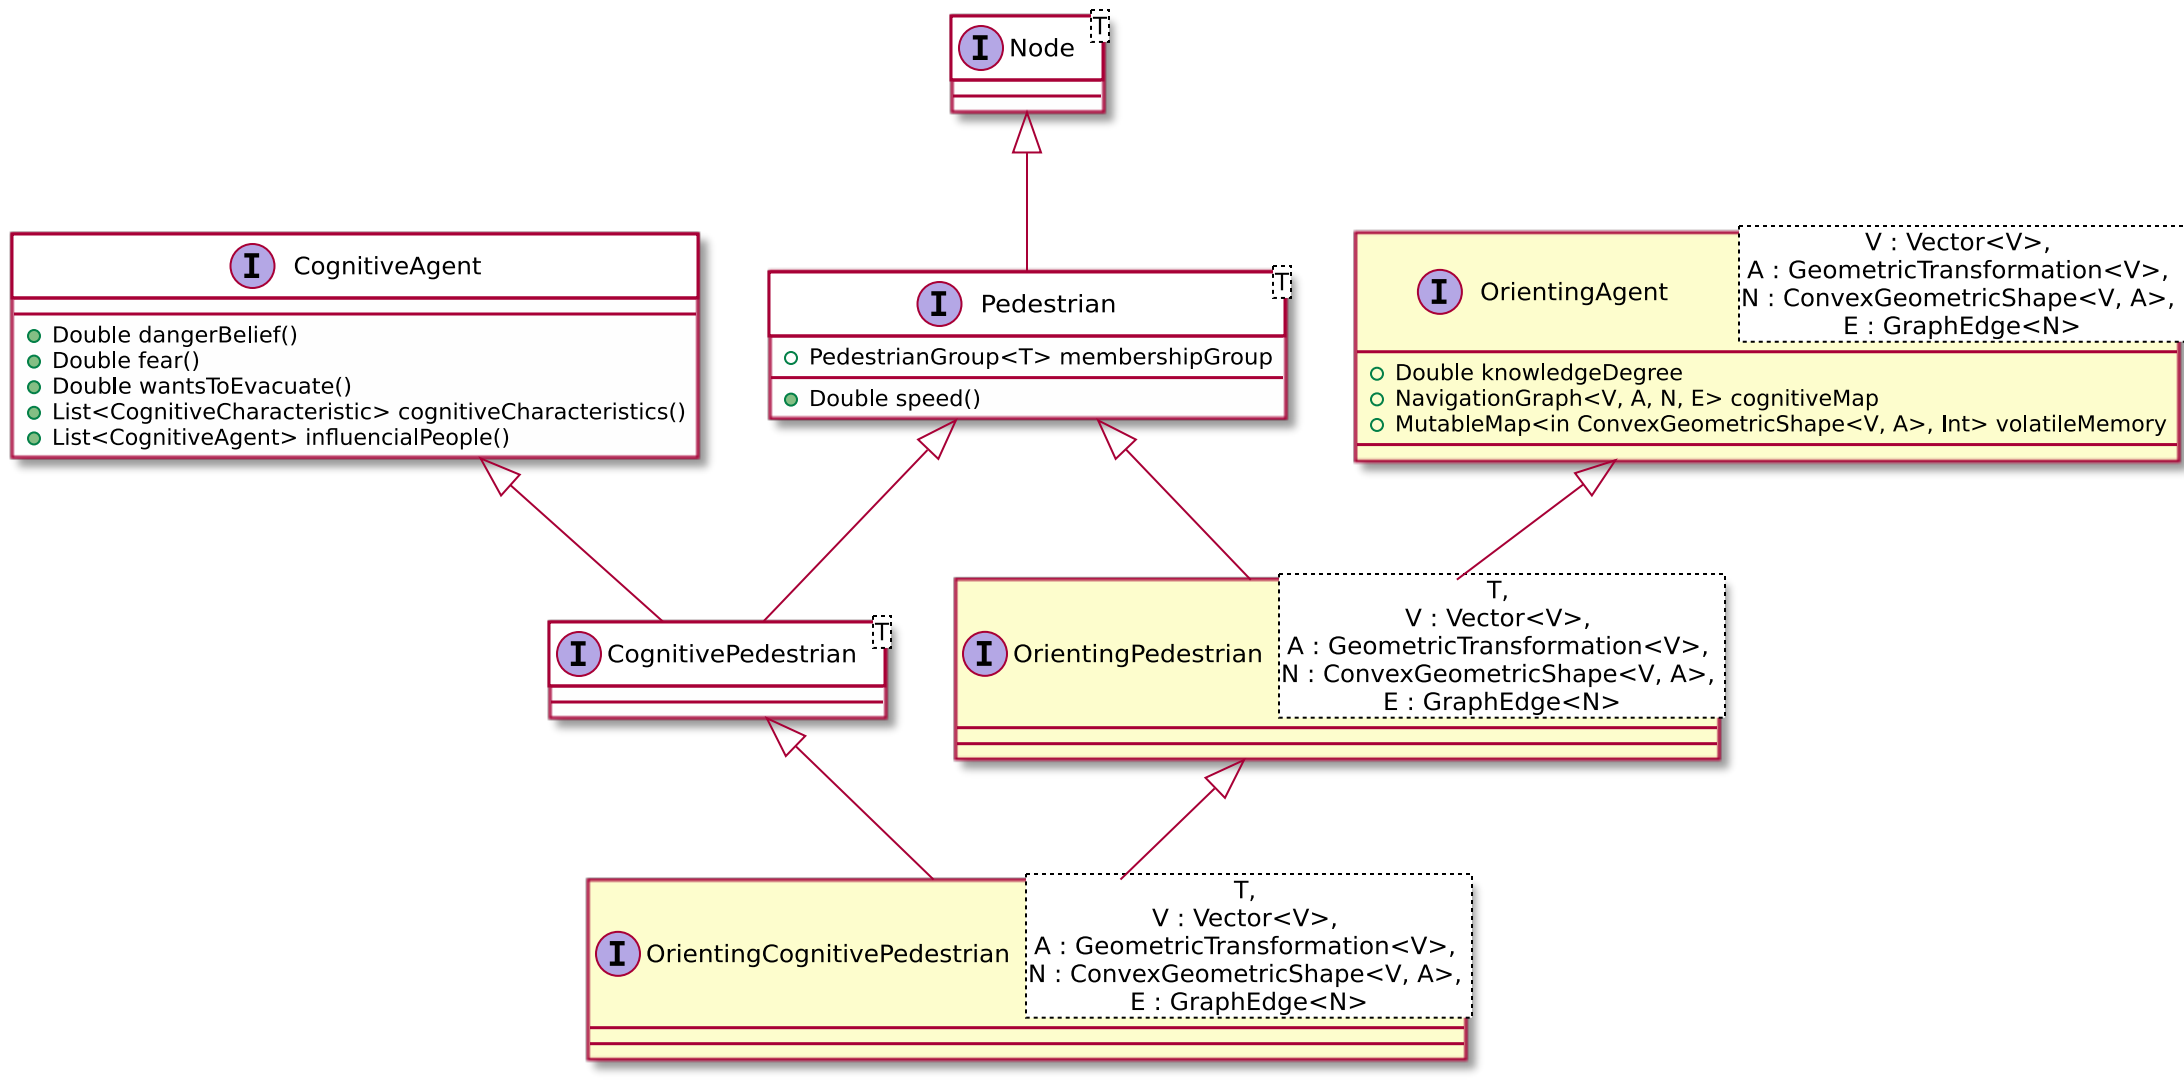 T
I Node
I CognitiveAgent
Double dangerBelief()
Double fear()
Double wantsToEvacuate()
List<CognitiveCharacteristic> cognitiveCharacteristics()
List<CognitiveAgent> influencialPeople()
T
I Pedestrian
PedestrianGroup<T> membershipGroup
Double speed()
I OrientingAgent
V : Vector<V>,
A : GeometricTransformation<V>,
N : ConvexGeometricShape<V, A>,
E : GraphEdge<N>
Double knowledgeDegree
NavigationGraph<V, A, N, E> cognitiveMap
MutableMap<in ConvexGeometricShape<V, A>, Int> volatileMemory
T
I CognitivePedestrian
I OrientingPedestrian
T,
V : Vector<V>,
A : GeometricTransformation<V>,
N : ConvexGeometricShape<V, A>,
E : GraphEdge<N>
I OrientingCognitivePedestrian
T,
V : Vector<V>,
A : GeometricTransformation<V>,
N : ConvexGeometricShape<V, A>,
E : GraphEdge<N>